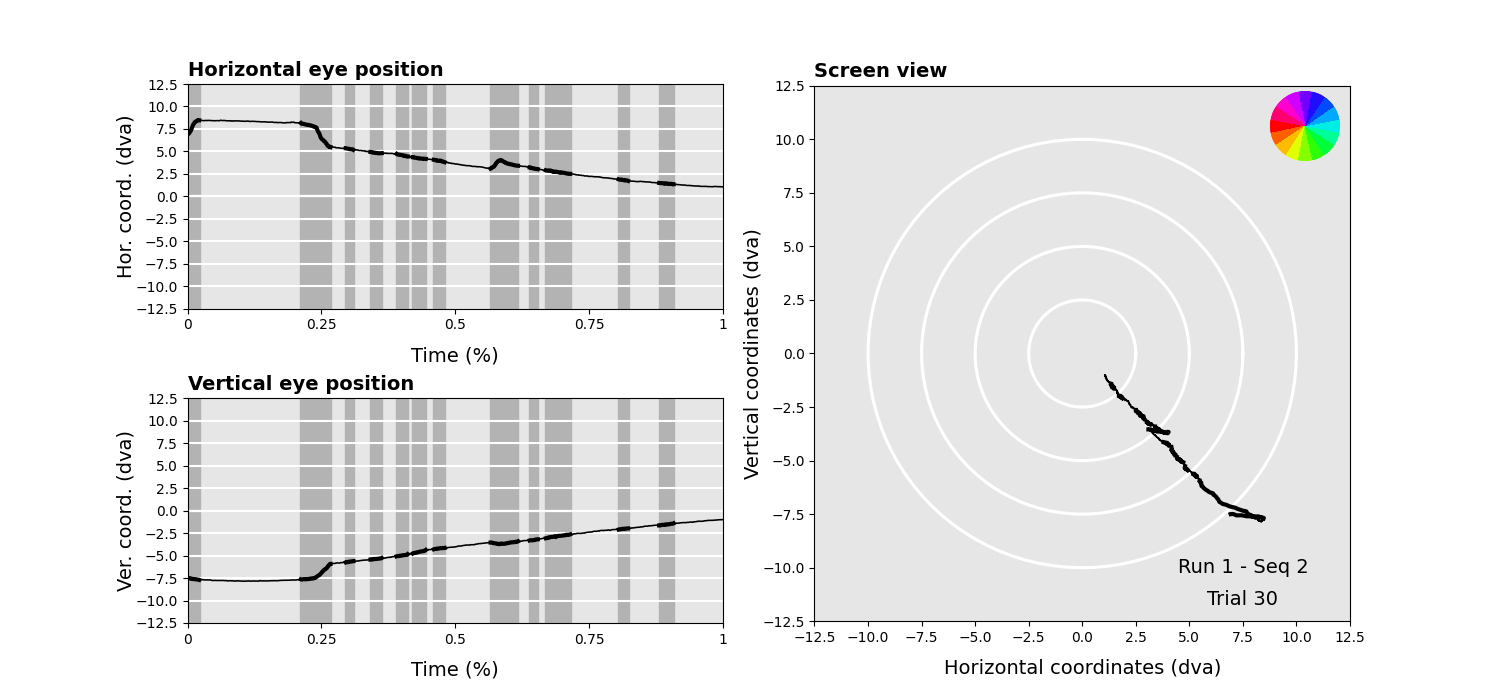 Horizontal eye position
Hor. coord. (dva)
12.5
10.0
7.5
5.0
2.5
0.0
−2.5
−5.0
−7.5
−10.0
−12.5
0 0.25 0.5 0.75 1
Time (%)
Vertical eye position
Ver. coord. (dva)
12.5
10.0
7.5
5.0
2.5
0.0
−2.5
−5.0
−7.5
−10.0
−12.5
0 0.25 0.5 0.75 1
Time (%)
Screen view
Vertical coordinates (dva)
12.5
10.0
7.5
5.0
2.5
0.0
−2.5
−5.0
−7.5
−10.0
−12.5
Run 1 - Seq 2
Trial 30
−12.5 −10.0 −7.5 −5.0 −2.5 0.0 2.5 5.0 7.5 10.0 12.5
Horizontal coordinates (dva)